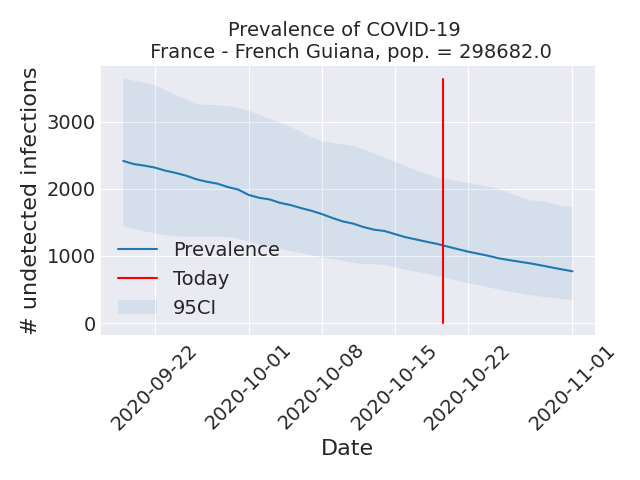 Prevalence of COVID-19
France - French Guiana, pop. = 298682.0
# undetected infections
3000
2000
1000
0
Prevalence
Today
95CI
2020-09-22
2020-10-01
2020-10-08
2020-10-15
2020-10-22
2020-11-01
Date